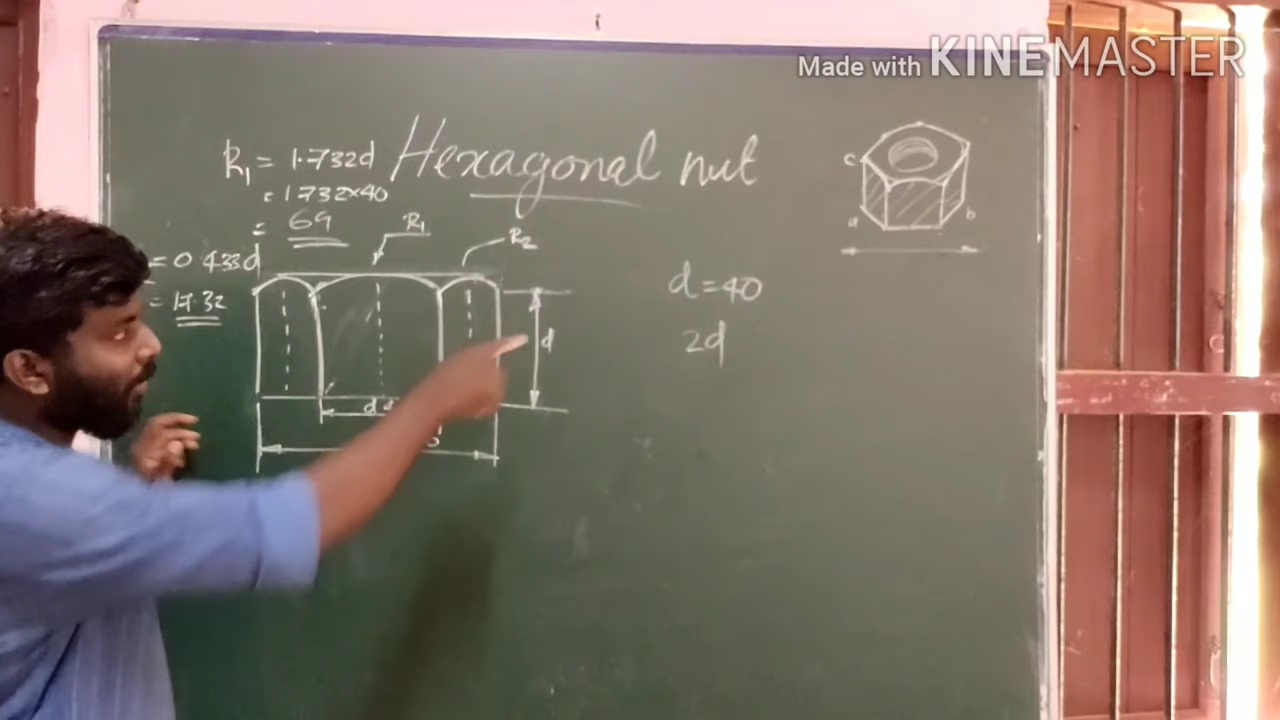 Made with KINEMASTER
Hexagonal nut
R₁ = 1.732d
= 1.732×40
= 69
= 0.433d
= 17.32
R₁
R₂
c
a
b
d = 40
2d
d
d